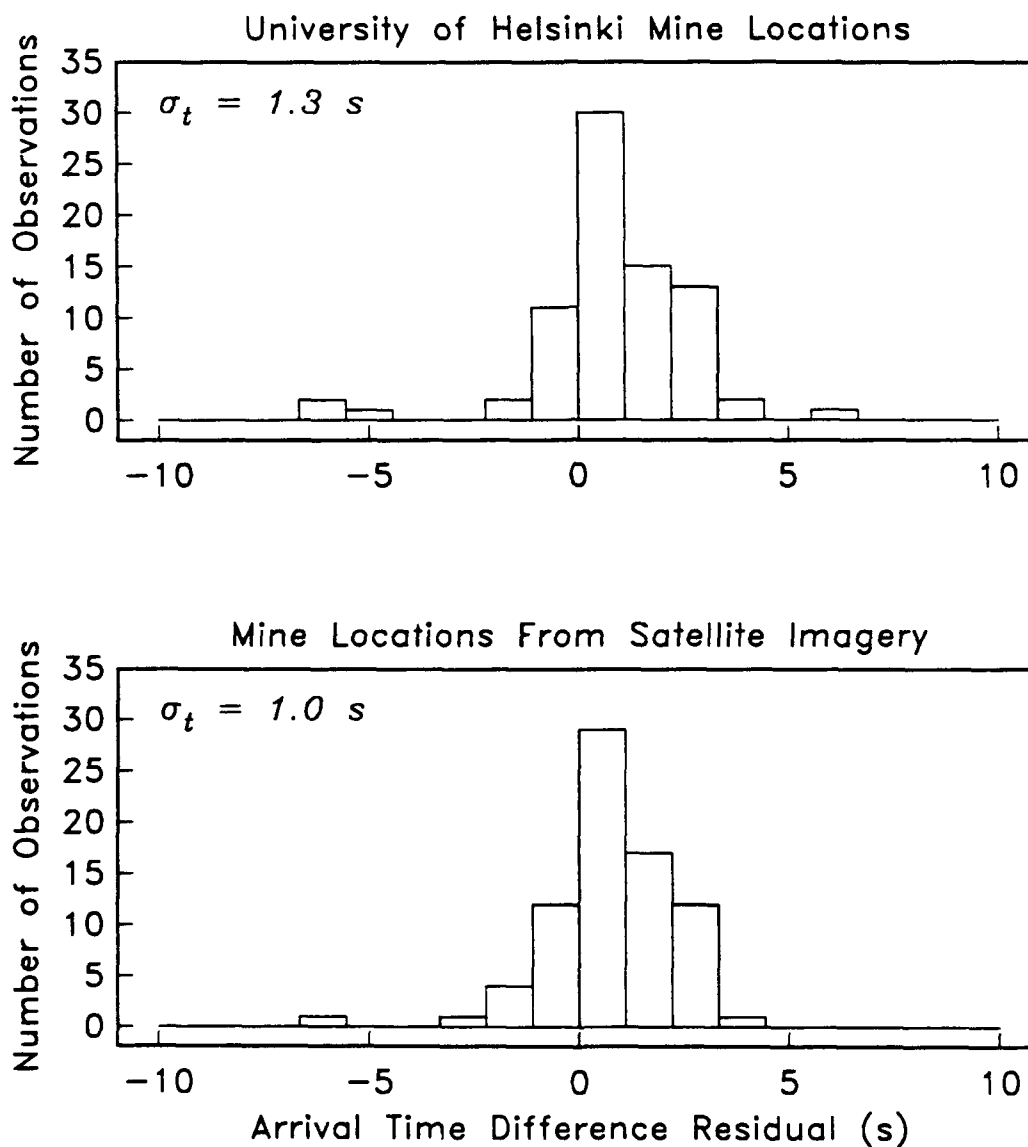 University of Helsinki Mine Locations
σt = 1.3 s
Number of Observations
35
30
25
20
15
10
5
0
-10 -5 0 5 10
Mine Locations From Satellite Imagery
σt = 1.0 s
Number of Observations
35
30
25
20
15
10
5
0
-10 -5 0 5 10
Arrival Time Difference Residual (s)